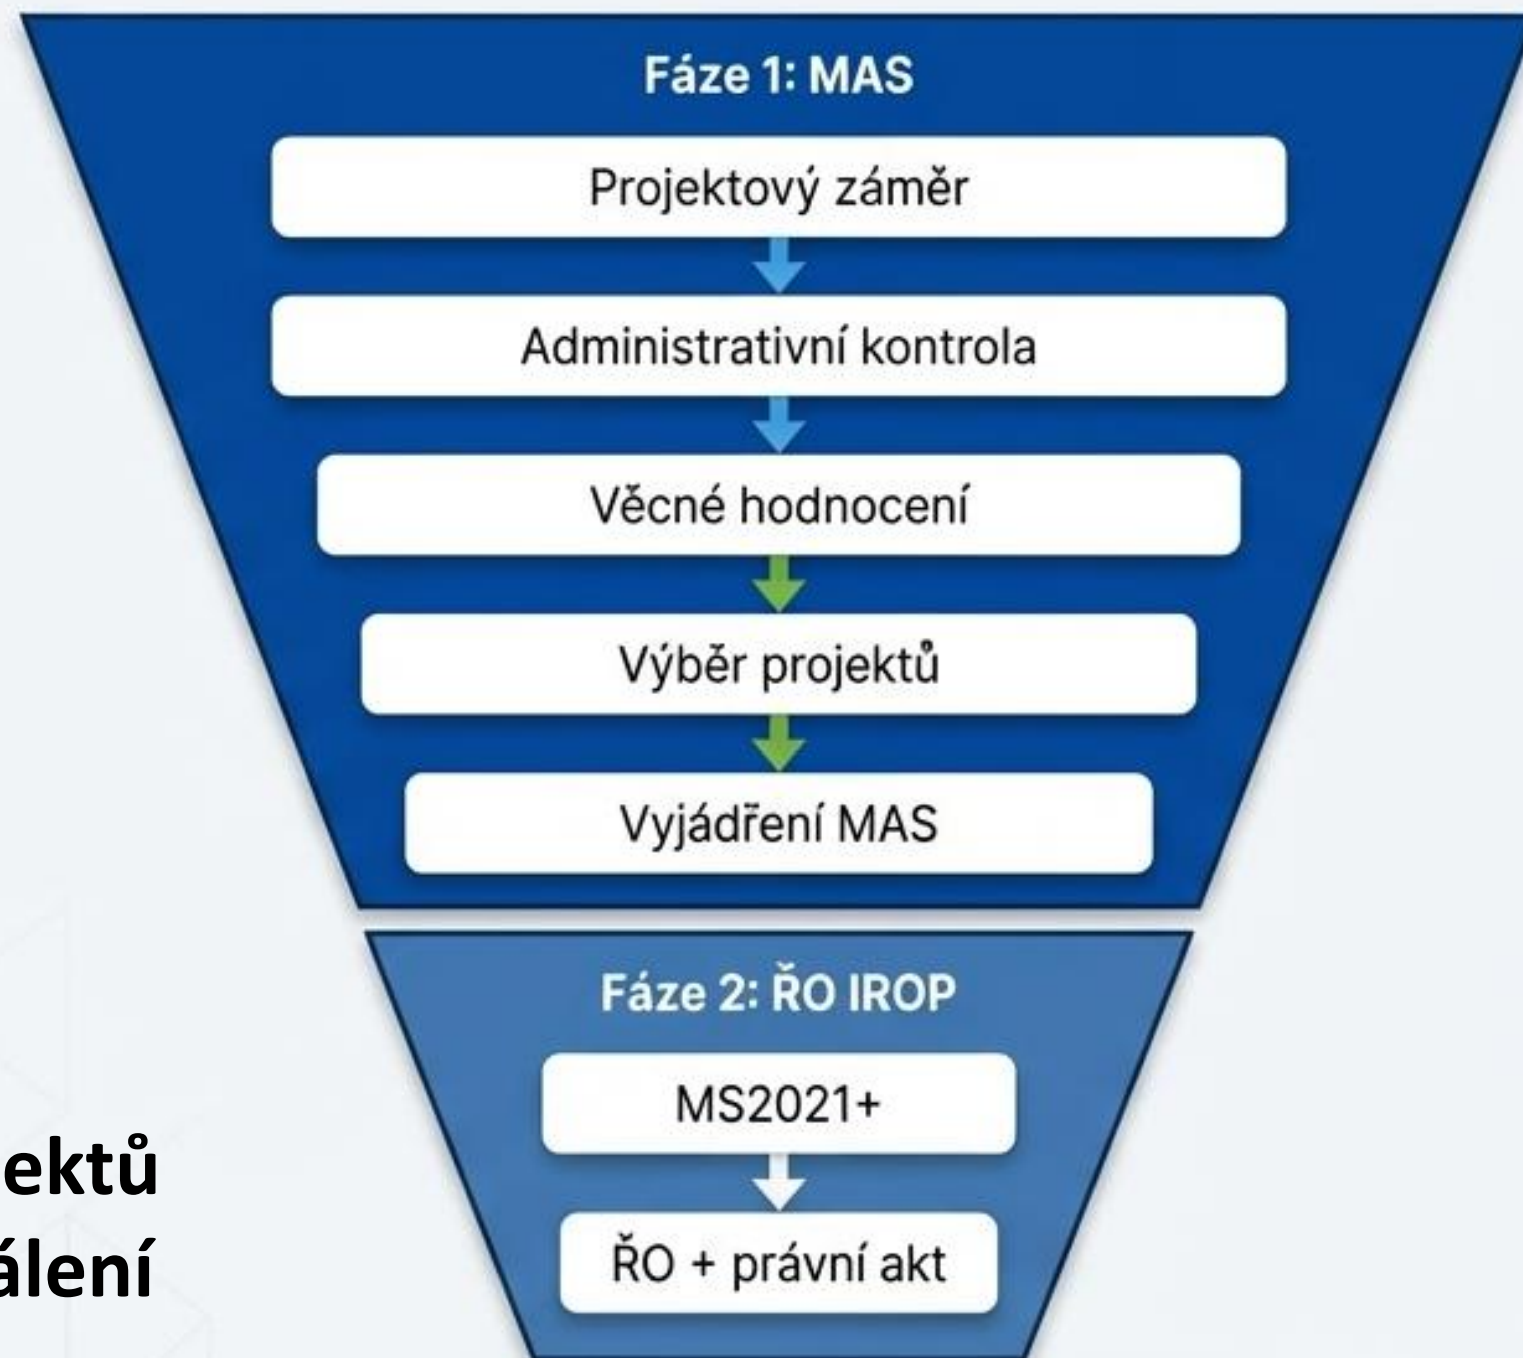 Fáze 1: MAS
Projektový záměr
Administrativní kontrola
Věcné hodnocení
Výběr projektů
Vyjádření MAS
Fáze 2: ŘO IROP
MS2021+
ektů
ŘO + právní akt
álení